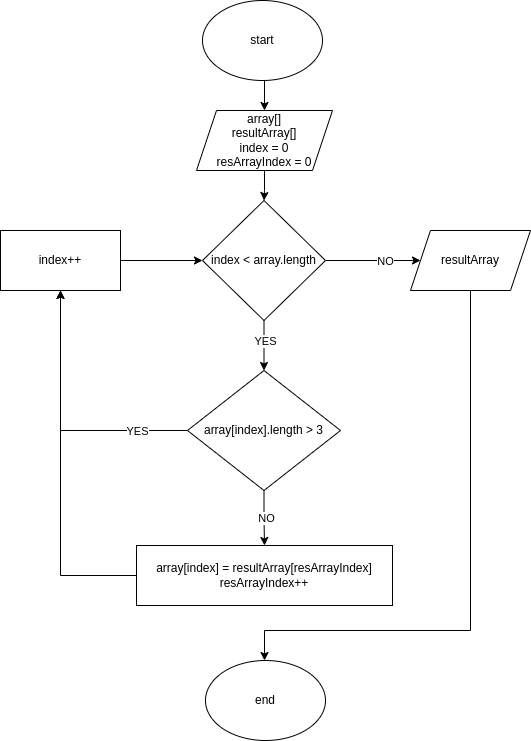 start
array[]
resultArray[]
index = 0
resArrayIndex = 0
index++
index < array.length
NO
resultArray
YES
array[index].length > 3
YES
NO
array[index] = resultArray[resArrayIndex]
resArrayIndex++
end